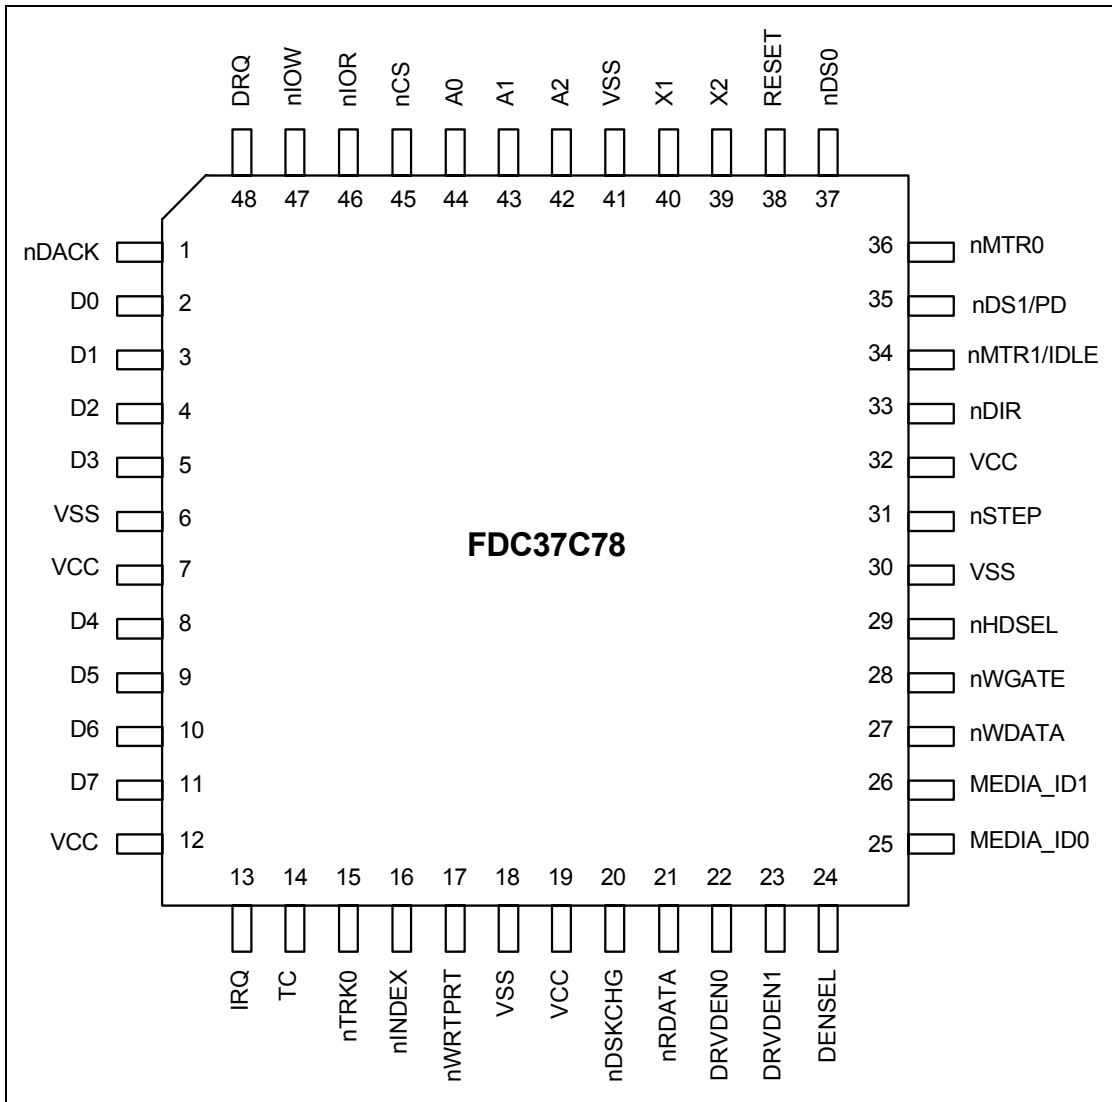 DRQ
nIOW
nIOR
nCS
A0
A1
A2
VSS
X1
X2
RESET
nDS0
48 47 46 45 44 43 42 41 40 39 38 37
nDACK 1
D0 2
D1 3
D2 4
D3 5
VSS 6
VCC 7
D4 8
D5 9
D6 10
D7 11
VCC 12
FDC37C78
36 nMTR0
35 nDS1/PD
34 nMTR1/IDLE
33 nDIR
32 VCC
31 nSTEP
30 VSS
29 nHDSEL
28 nWGATE
27 nWDATA
26 MEDIA_ID1
25 MEDIA_ID0
13 14 15 16 17 18 19 20 21 22 23 24
IRQ
TC
nTRK0
nINDEX
nWRTPRT
VSS
VCC
nDSKCHG
nRDATA
DRVDEN0
DRVDEN1
DENSEL